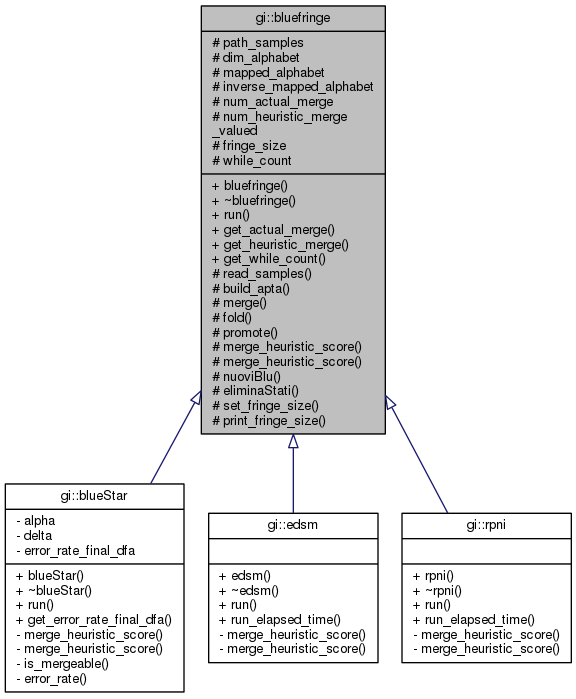 gi::bluefringe
# path_samples
# dim_alphabet
# mapped_alphabet
# inverse_mapped_alphabet
# num_actual_merge
# num_heuristic_merge
_valued
# fringe_size
# while_count
+ bluefringe()
+ ~bluefringe()
+ run()
+ get_actual_merge()
+ get_heuristic_merge()
+ get_while_count()
# read_samples()
# build_apta()
# merge()
# fold()
# promote()
# merge_heuristic_score()
# merge_heuristic_score()
# nuoviBlu()
# eliminaStati()
# set_fringe_size()
# print_fringe_size()
gi::blueStar
- alpha
- delta
- error_rate_final_dfa
+ blueStar()
+ ~blueStar()
+ run()
+ get_error_rate_final_dfa()
- merge_heuristic_score()
- merge_heuristic_score()
- is_mergeable()
- error_rate()
gi::edsm
+ edsm()
+ ~edsm()
+ run()
+ run_elapsed_time()
- merge_heuristic_score()
- merge_heuristic_score()
gi::rpni
+ rpni()
+ ~rpni()
+ run()
+ run_elapsed_time()
- merge_heuristic_score()
- merge_heuristic_score()